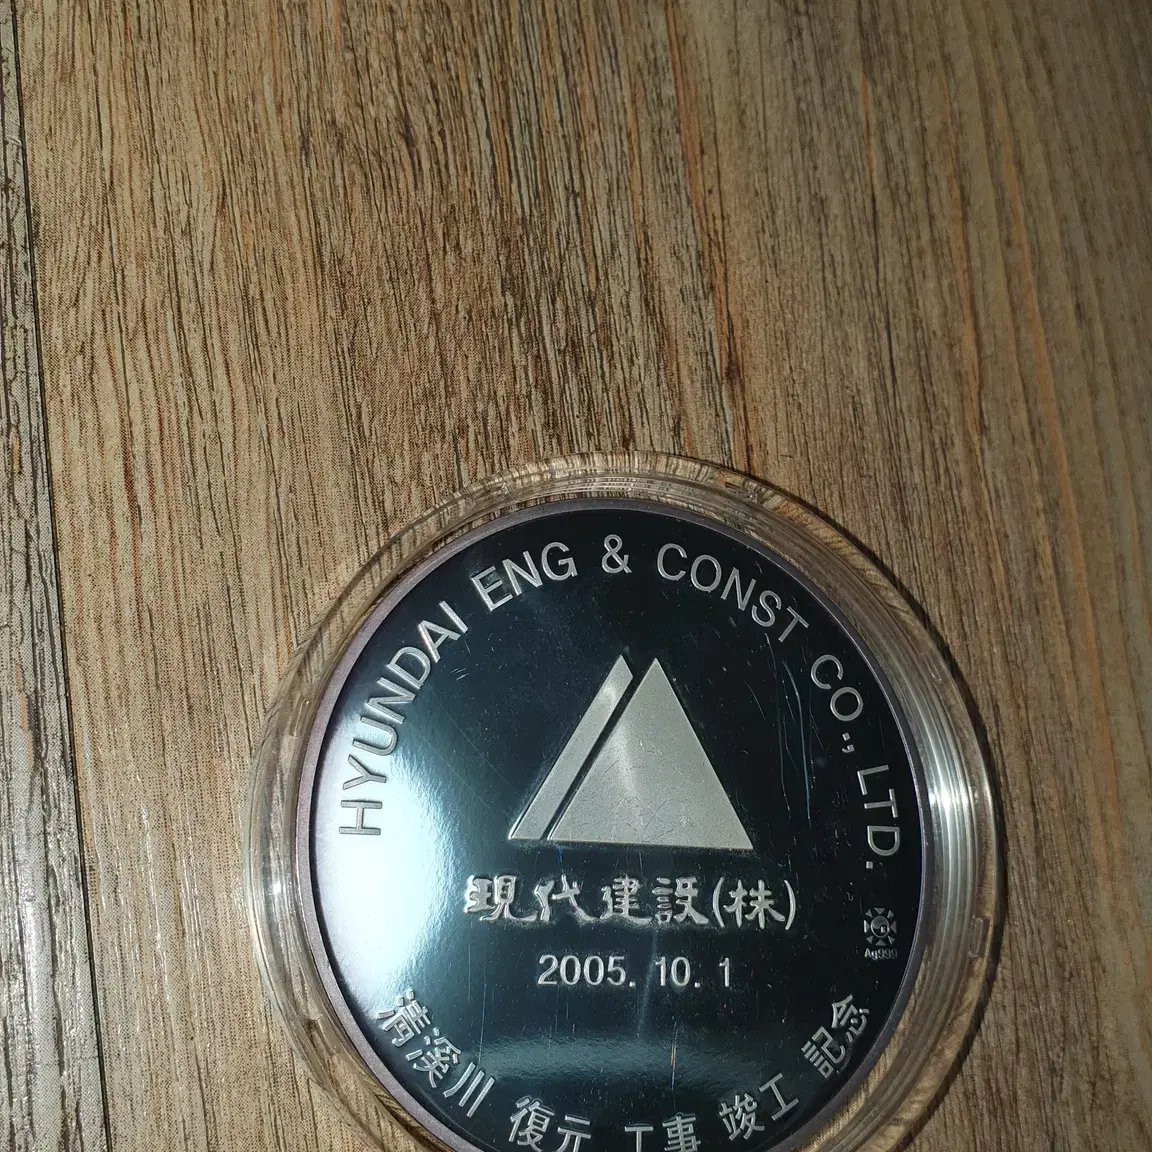 HYUNDAI ENG & CONST CO., LTD.
現代建設(株)
2005. 10. 1
Ag999
清溪川 復元 工事 竣工 記念